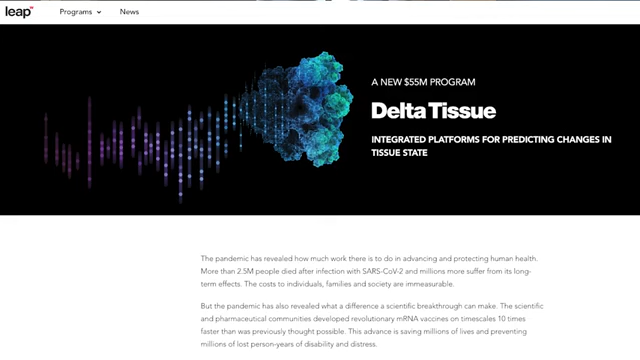 leap
Programs
News
A NEW $55M PROGRAM
Delta Tissue
INTEGRATED PLATFORMS FOR PREDICTING CHANGES IN
TISSUE STATE
The pandemic has revealed how much work there is to do in advancing and protecting human health.
More than 2.5M people died after infection with SARS-CoV-2 and millions more suffer from its long-
term effects. The costs to individuals, families and society are immeasurable.
But the pandemic has also revealed what a difference a scientific breakthrough can make. The scientific
and pharmaceutical communities developed revolutionary mRNA vaccines on timescales 10 times
faster than was previously thought possible. This advance is saving millions of lives and preventing
millions of lost person-years of disability and distress.